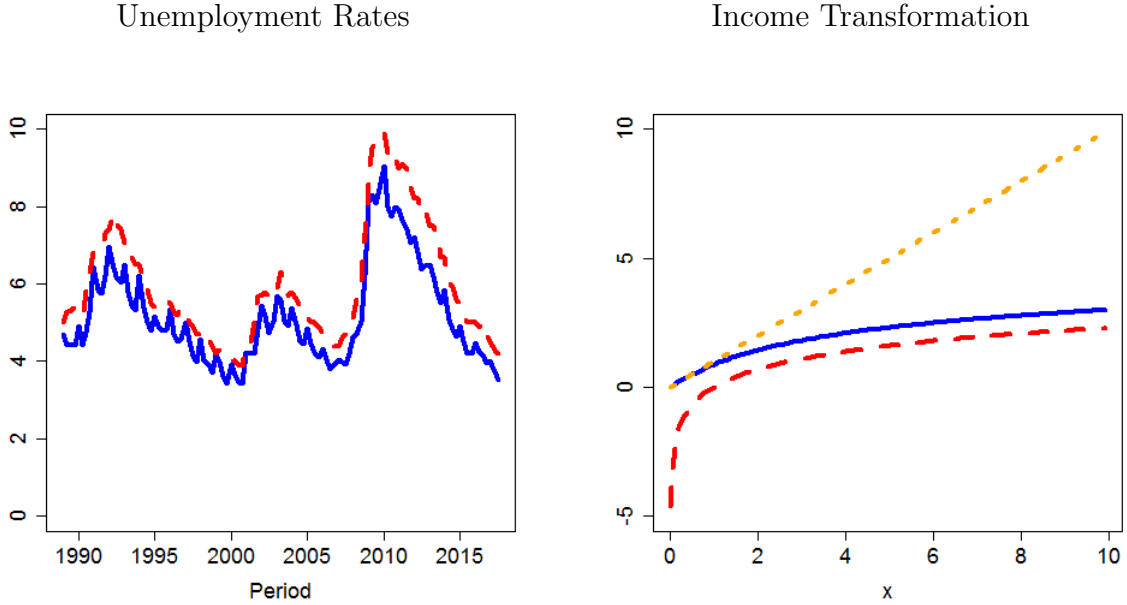 Unemployment Rates
Income Transformation
10
8
6
4
2
0
1990 1995 2000 2005 2010 2015
Period
10
5
0
-5
0 2 4 6 8 10
x